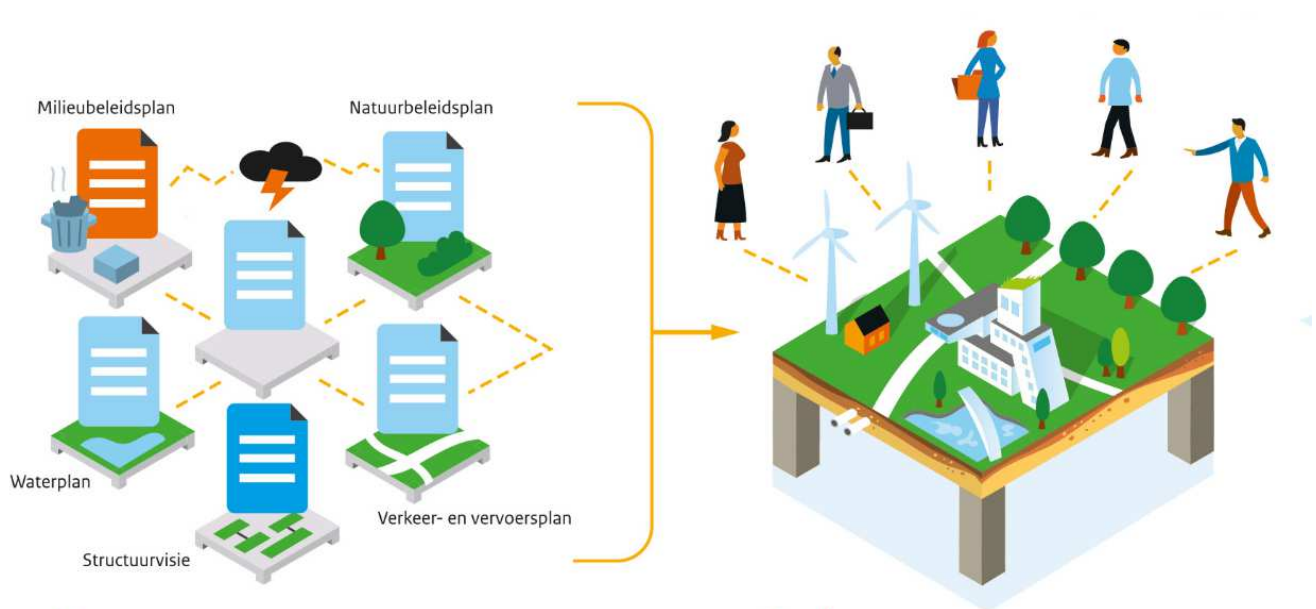 Milieubeleidsplan
Natuurbeleidsplan
Waterplan
Verkeer- en vervoersplan
Structuurvisie